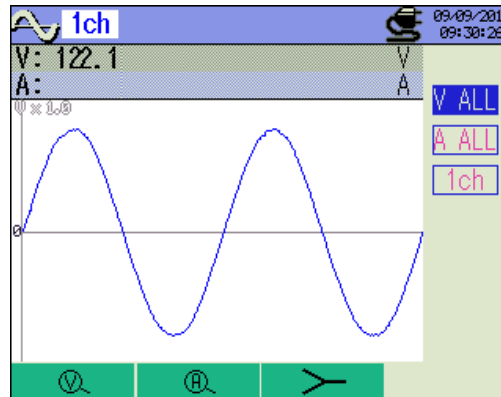 1ch
09/09/201
09:30:26
V: 122.1 V
A: A
V x 1.0
V ALL
A ALL
1ch
0
V
A